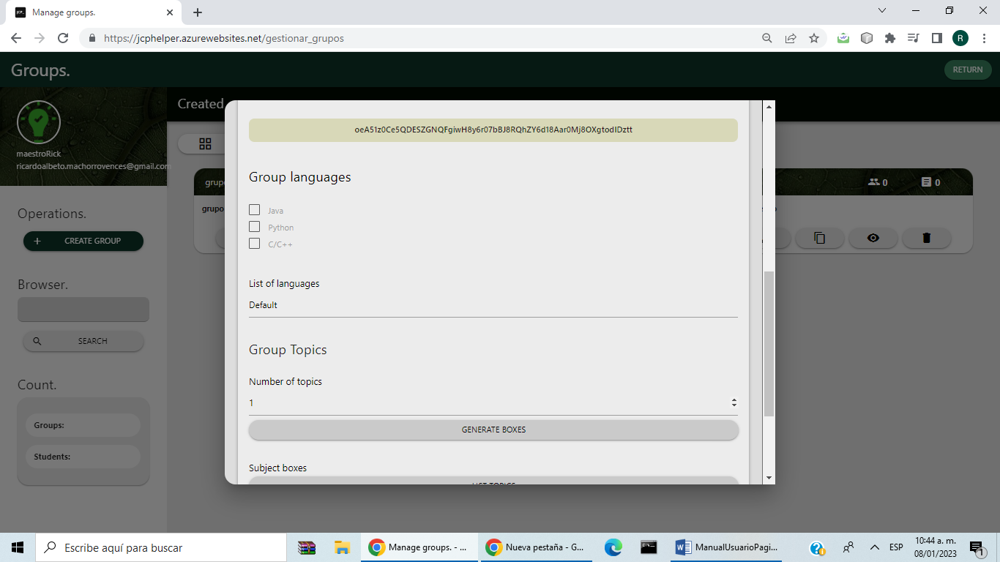 Manage groups.
https://jcphelper.azurewebsites.net/gestionar_grupos
R
Groups.
RETURN
Created
maestroRick
ricardoalbeto.machorrovences@gmail.com
Operations.
+ CREATE GROUP
Browser.
SEARCH
Count.
Groups:
Students:
grupo
0
0
grupo
oeA51z0Ce5QDESZGNQFgiwH8y6r07bBJ8RQhZY6d18Aar0Mj8OXgtodIDztt
Group languages
Java
Python
C/C++
List of languages
Default
Group Topics
Number of topics
1
GENERATE BOXES
Subject boxes
LIST TOPICS
Escribe aquí para buscar
Manage groups. - ...
Nueva pestaña - G...
ManualUsuarioPagi...
ESP
10:44 a. m.
08/01/2023
1